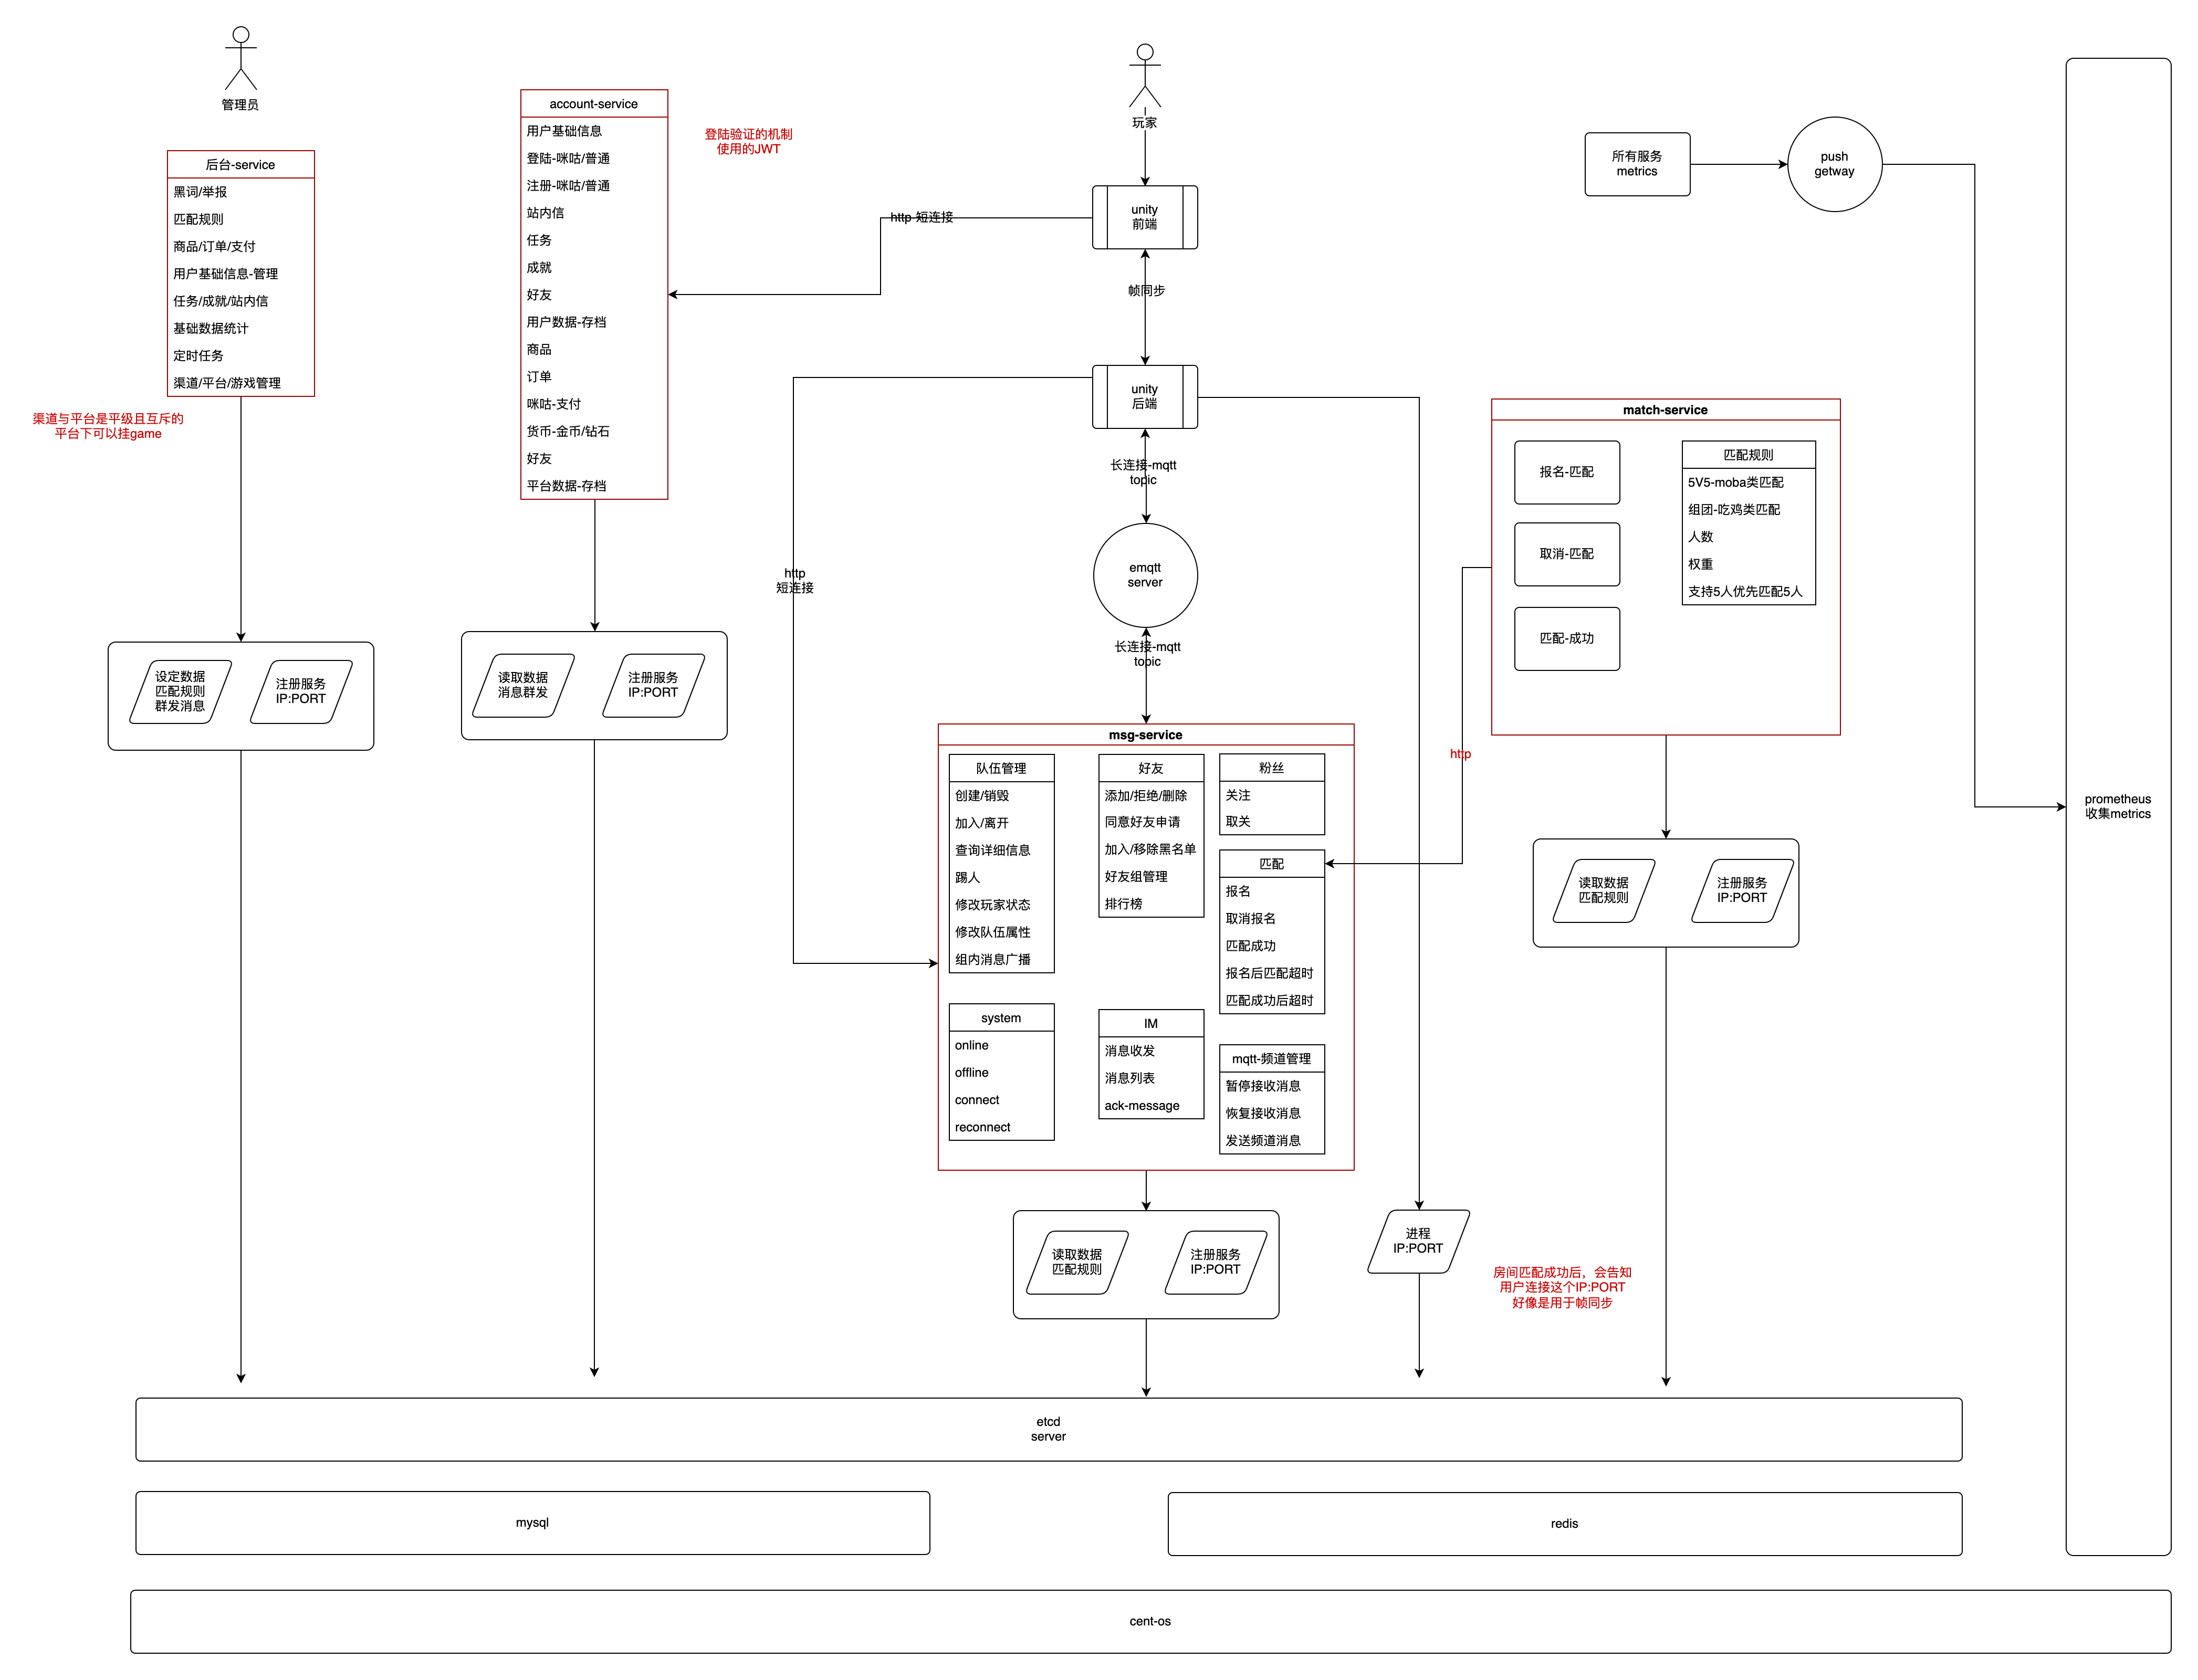 管理员
后台-service
黑词/举报
匹配规则
商品/订单/支付
用户基础信息-管理
任务/成就/站内信
基础数据统计
定时任务
渠道/平台/游戏管理
渠道与平台是平级且互斥的
平台下可以挂game
设定数据
匹配规则
群发消息
注册服务
IP:PORT
account-service
用户基础信息
登陆-咪咕/普通
注册-咪咕/普通
站内信
任务
成就
好友
用户数据-存档
商品
订单
咪咕-支付
货币-金币/钻石
好友
平台数据-存档
登陆验证的机制
使用的JWT
读取数据
消息群发
注册服务
IP:PORT
玩家
unity
前端
http 短连接
帧同步
unity
后端
长连接-mqtt
topic
http
短连接
emqtt
server
长连接-mqtt
topic
msg-service
队伍管理
创建/销毁
加入/离开
查询详细信息
踢人
修改玩家状态
修改队伍属性
组内消息广播
好友
添加/拒绝/删除
同意好友申请
加入/移除黑名单
好友组管理
排行榜
粉丝
关注
取关
匹配
报名
取消报名
匹配成功
报名后匹配超时
匹配成功后超时
system
online
offline
connect
reconnect
IM
消息收发
消息列表
ack-message
mqtt-频道管理
暂停接收消息
恢复接收消息
发送频道消息
读取数据
匹配规则
注册服务
IP:PORT
进程
IP:PORT
房间匹配成功后，会告知
用户连接这个IP:PORT
好像是用于帧同步
所有服务
metrics
push
getway
match-service
报名-匹配
取消-匹配
匹配-成功
匹配规则
5V5-moba类匹配
组团-吃鸡类匹配
人数
权重
支持5人优先匹配5人
http
读取数据
匹配规则
注册服务
IP:PORT
prometheus
收集metrics
etcd
server
mysql
redis
cent-os